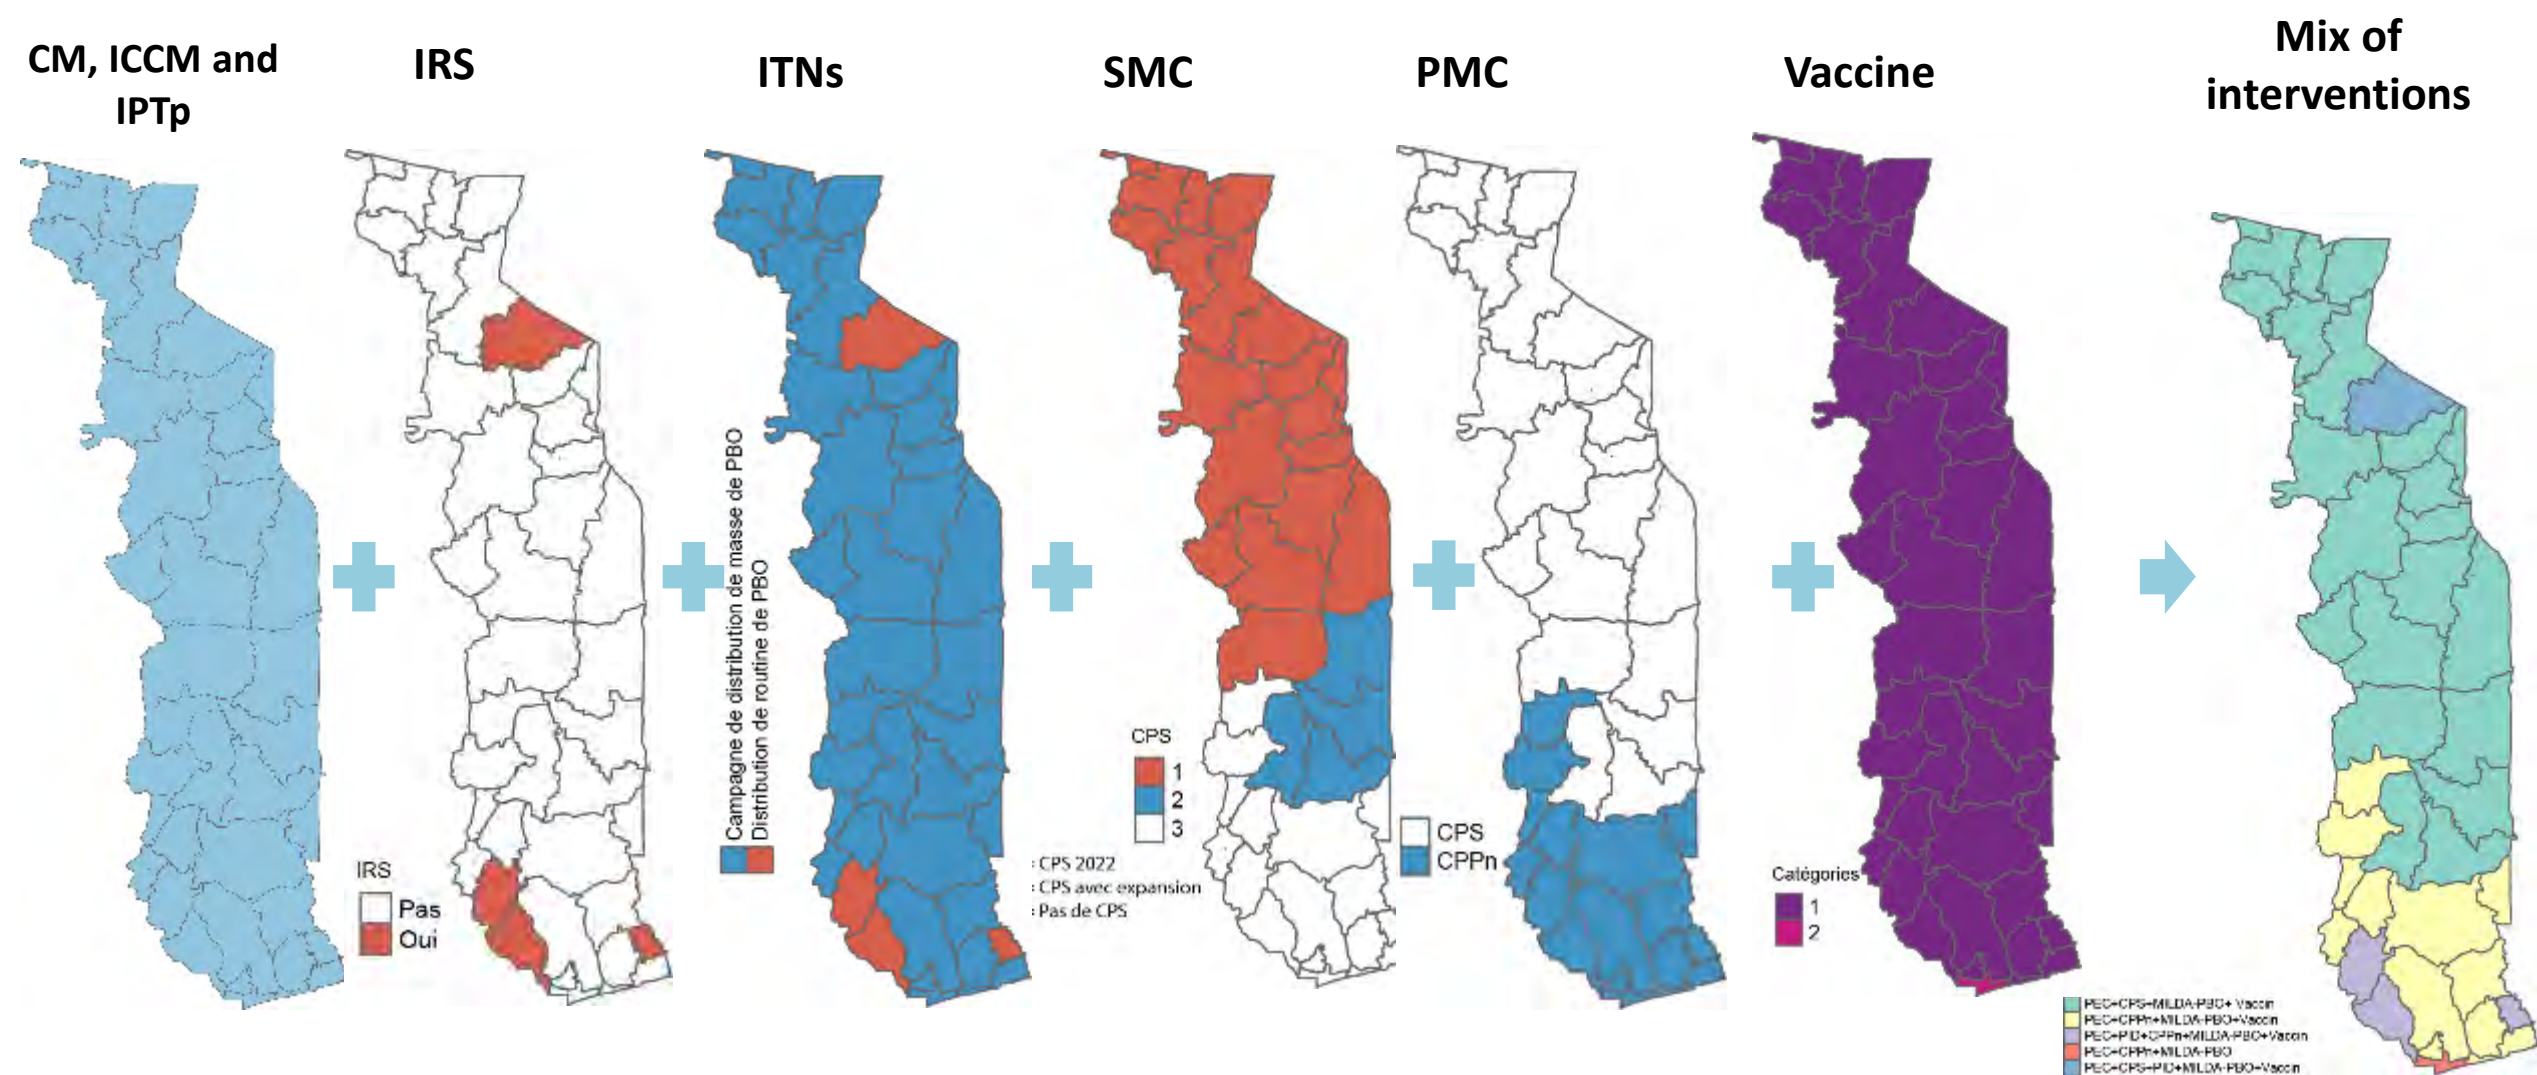 CM, ICCM and
IPTp
IRS
ITNs
SMC
PMC
Vaccine
Mix of
interventions
IRS
Pas
Oui
Campagne de distribution de masse de PBO
Distribution de routine de PBO
CPS
1
2
3
: CPS 2022
: CPS avec expansion
: Pas de CPS
CPS
CPPn
Catégories
1
2
PEC+CPS+MILDA-PBO+ Vaccin
PEC+CPPn+MILDA-PBO+Vaccin
PEC+PID+CPPn+MILDA-PBO+Vaccin
PEC+CPPn+MILDA-PBO
PEC+CPS+PID+MILDA-PBO+Vaccin